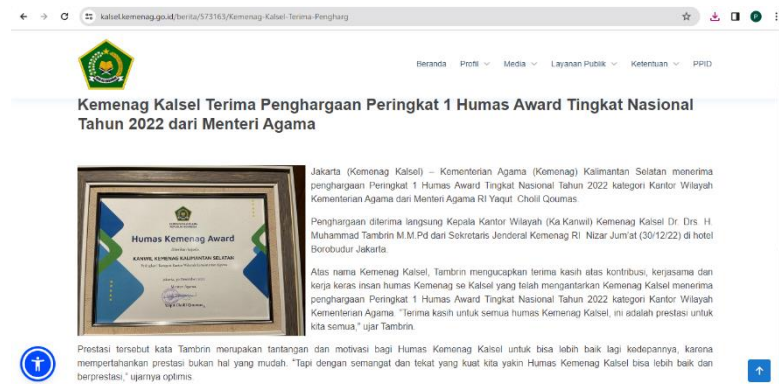 kalsel.kemenag.go.id/berita/573163/Kemenag-Kalsel-Terima-Pengharg
Beranda Profil Media Layanan Publik Ketentuan PPID
Kemenag Kalsel Terima Penghargaan Peringkat 1 Humas Award Tingkat Nasional
Tahun 2022 dari Menteri Agama
Humas Kemenag Award
KANWIL KEMENAG KALIMANTAN SELATAN
Jakarta (Kemenag Kalsel) – Kementerian Agama (Kemenag) Kalimantan Selatan menerima
penghargaan Peringkat 1 Humas Award Tingkat Nasional Tahun 2022 kategori Kantor Wilayah
Kementerian Agama dari Menteri Agama RI Yaqut Cholil Qoumas.
Penghargaan diterima langsung Kepala Kantor Wilayah (Ka.Kanwil) Kemenag Kalsel Dr. Drs. H.
Muhammad Tambrin M.M.Pd dari Sekretaris Jenderal Kemenag RI Nizar Jum'at (30/12/22) di hotel
Borobudur Jakarta.
Atas nama Kemenag Kalsel, Tambrin mengucapkan terima kasih atas kontribusi, kerjasama dan
kerja keras insan humas Kemenag se Kalsel yang telah mengantarkan Kemenag Kalsel menerima
penghargaan Peringkat 1 Humas Award Tingkat Nasional Tahun 2022 kategori Kantor Wilayah
Kementerian Agama. "Terima kasih untuk semua humas Kemenag Kalsel, ini adalah prestasi untuk
kita semua," ujar Tambrin.
Prestasi tersebut kata Tambrin merupakan tantangan dan motivasi bagi Humas Kemenag Kalsel untuk bisa lebih baik lagi kedepannya, karena
mempertahankan prestasi bukan hal yang mudah. "Tapi dengan semangat dan tekat yang kuat kita yakin Humas Kemenag Kalsel bisa lebih baik dan
berprestasi," ujarnya optimis.